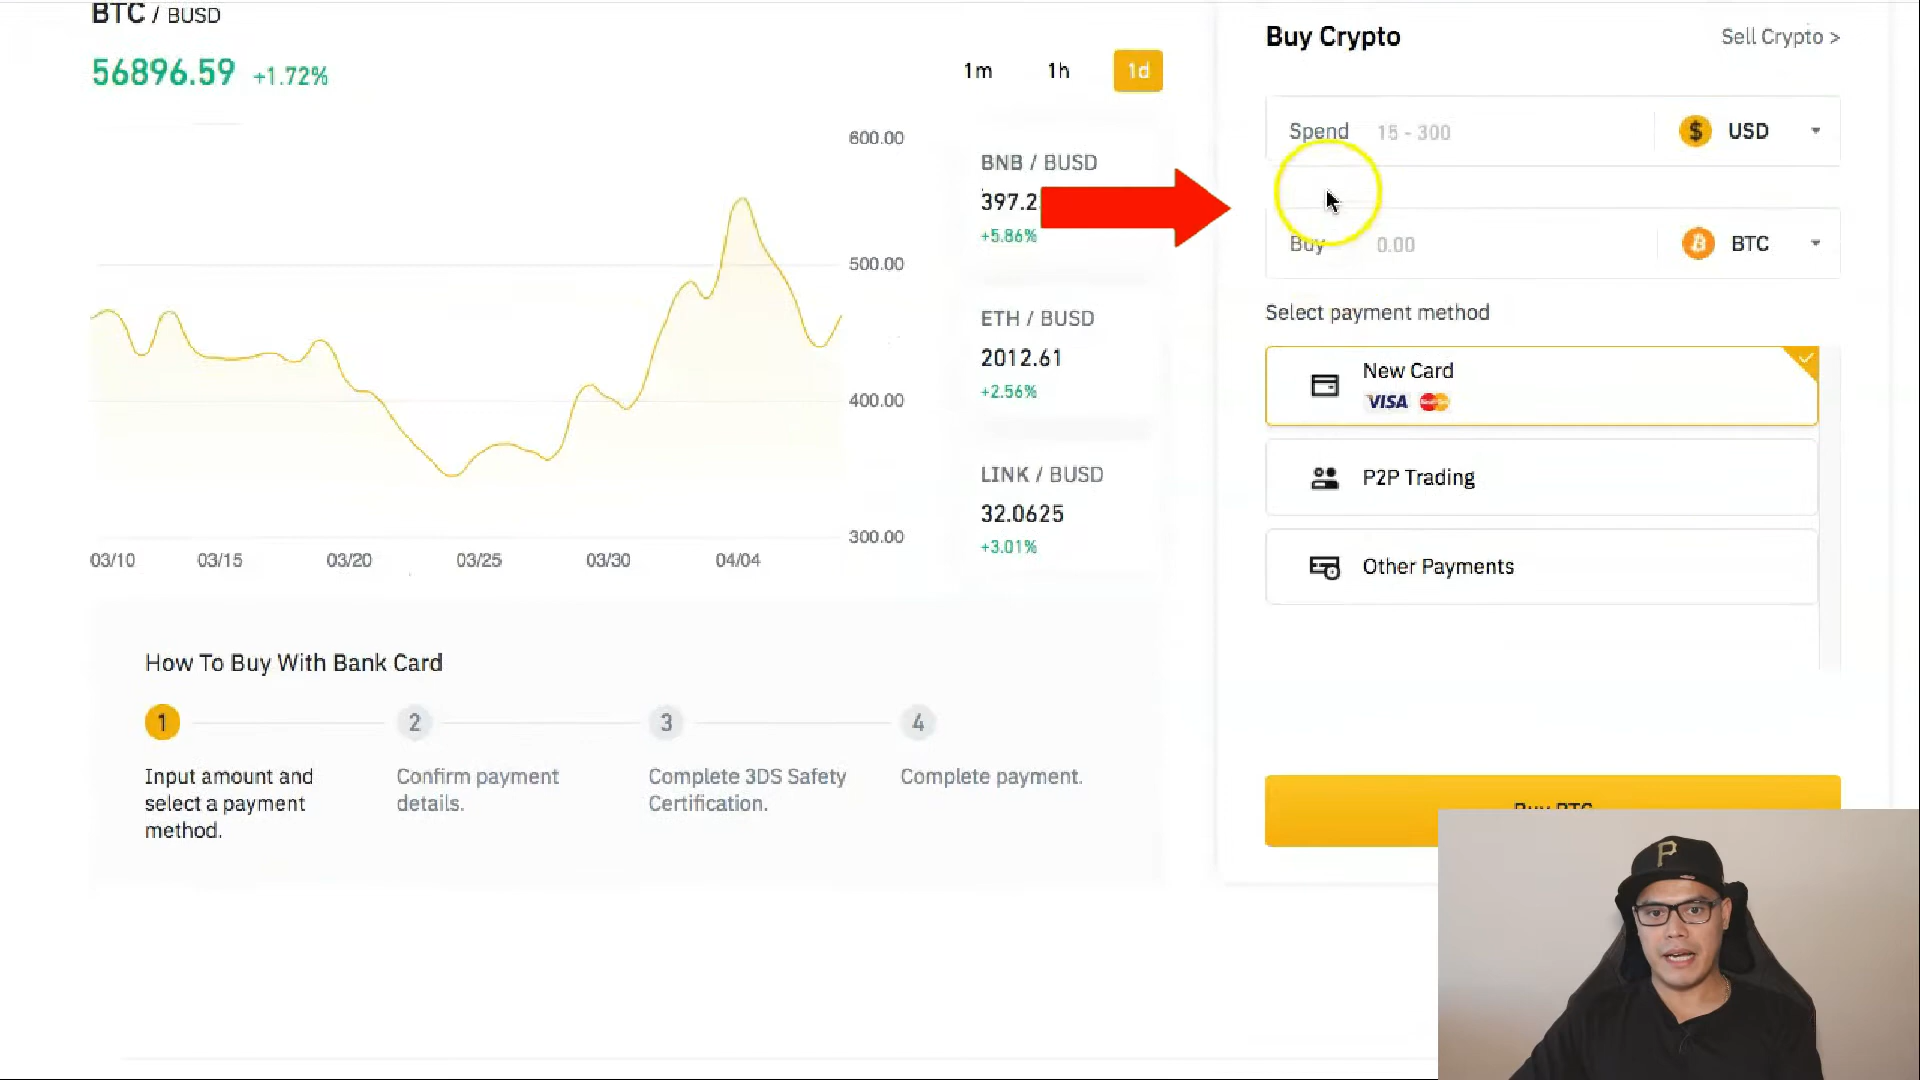 BTC / BUSD
56896.59 +1.72%
1m 1h 1d
600.00
500.00
400.00
300.00
03/10 03/15 03/20 03/25 03/30 04/04
BNB / BUSD
397.2
+5.86%
ETH / BUSD
2012.61
+2.56%
LINK / BUSD
32.0625
+3.01%
How To Buy With Bank Card
1 2 3 4
Input amount and
select a payment
method.
Confirm payment
details.
Complete 3DS Safety
Certification.
Complete payment.
Buy Crypto Sell Crypto >
Spend 15 - 300 USD
Buy 0.00 BTC
Select payment method
New Card
VISA
P2P Trading
Other Payments
Buy BTC
P